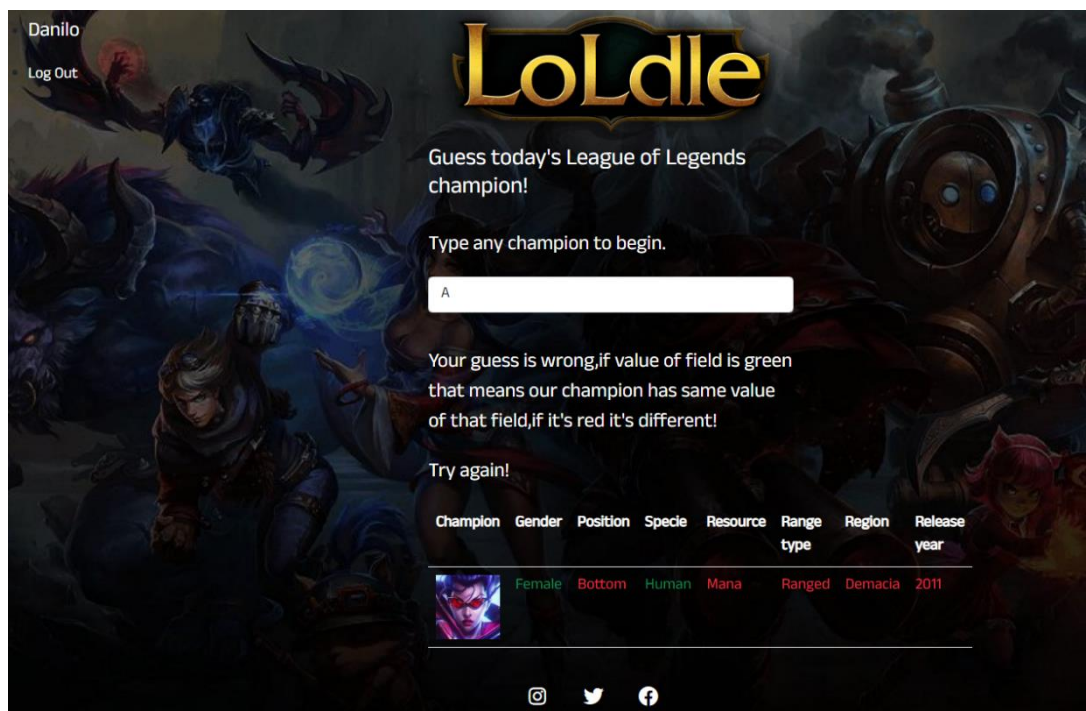 Danilo
Log Out
LoLdle
Guess today's League of Legends
champion!
Type any champion to begin.
A
Your guess is wrong,if value of field is green
that means our champion has same value
of that field,if it's red it's different!
Try again!
Champion Gender Position Specie Resource Range type Region Release year
Female Bottom Human Mana Ranged Demacia 2011